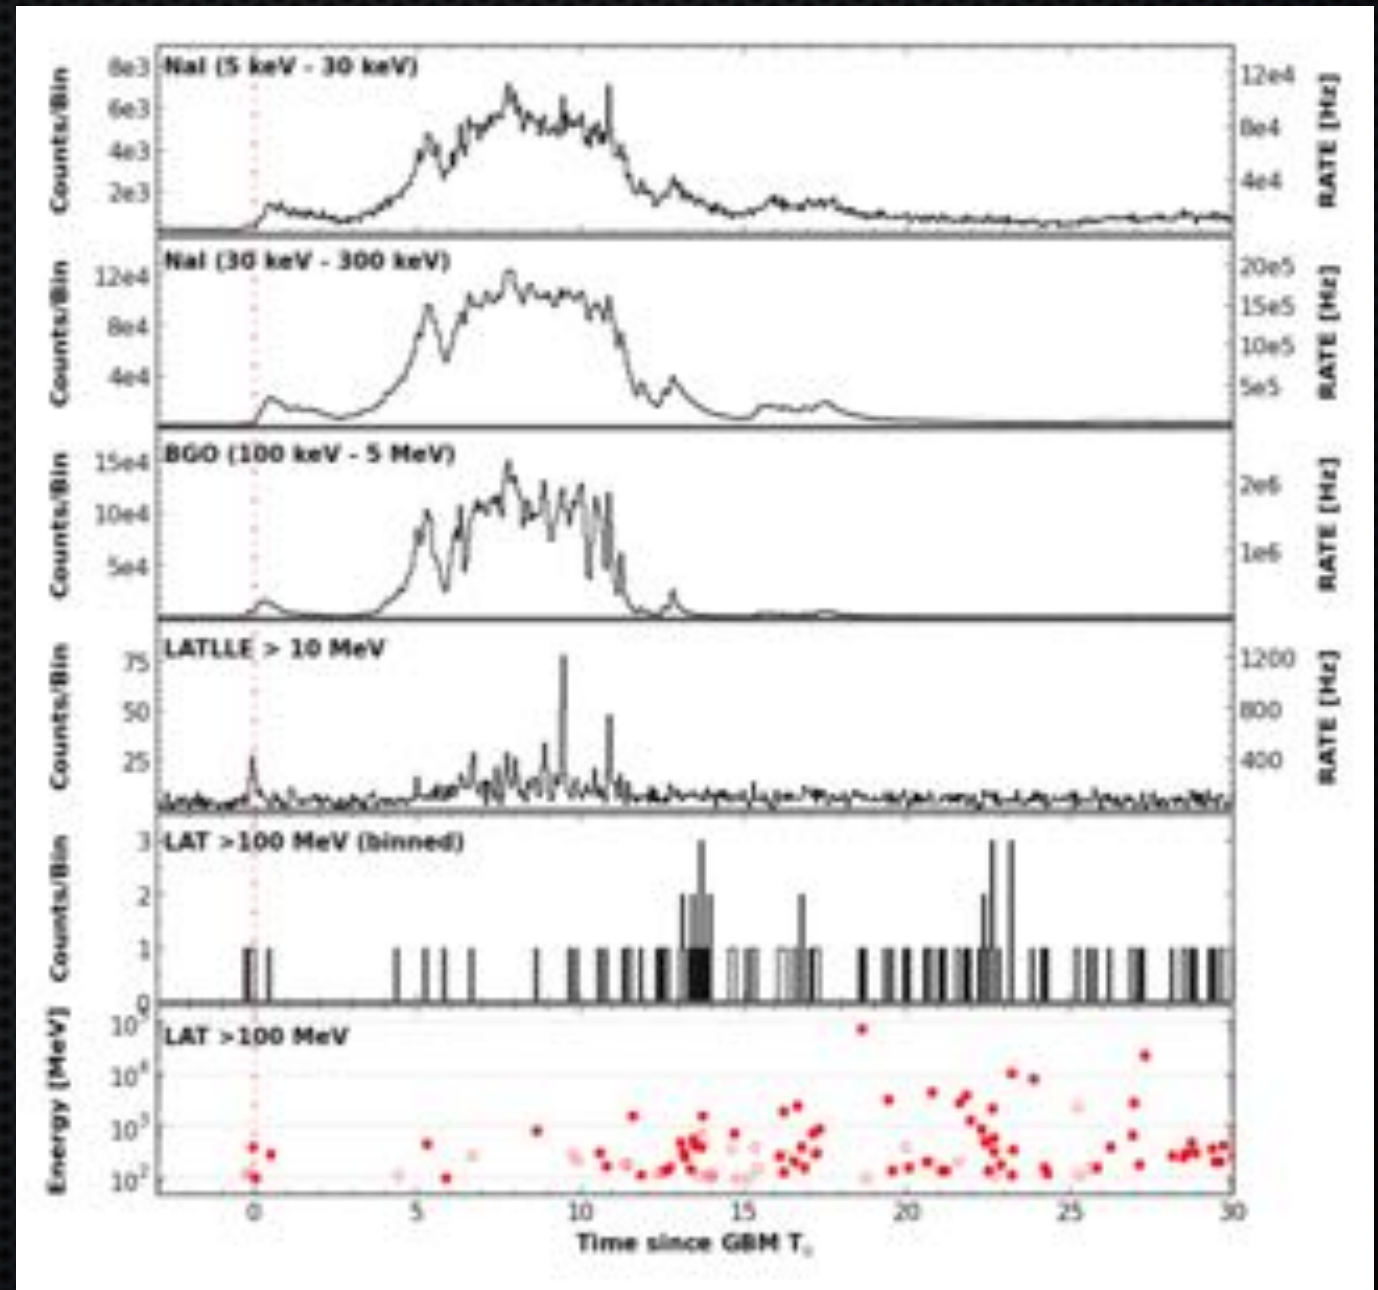 NaI (5 keV - 30 keV)
Counts/Bin
8e3
6e3
4e3
2e3
12e4
8e4
4e4
RATE [Hz]
NaI (30 keV - 300 keV)
Counts/Bin
12e4
8e4
4e4
20e5
15e5
10e5
5e5
RATE [Hz]
BGO (100 keV - 5 MeV)
Counts/Bin
15e4
10e4
5e4
2e6
1e6
RATE [Hz]
LATLLE > 10 MeV
Counts/Bin
75
50
25
1200
800
400
RATE [Hz]
LAT >100 MeV (binned)
Counts/Bin
3
2
1
0
LAT >100 MeV
Energy [MeV]
10⁴
10³
10²
0 5 10 15 20 25 30
Time since GBM T₀